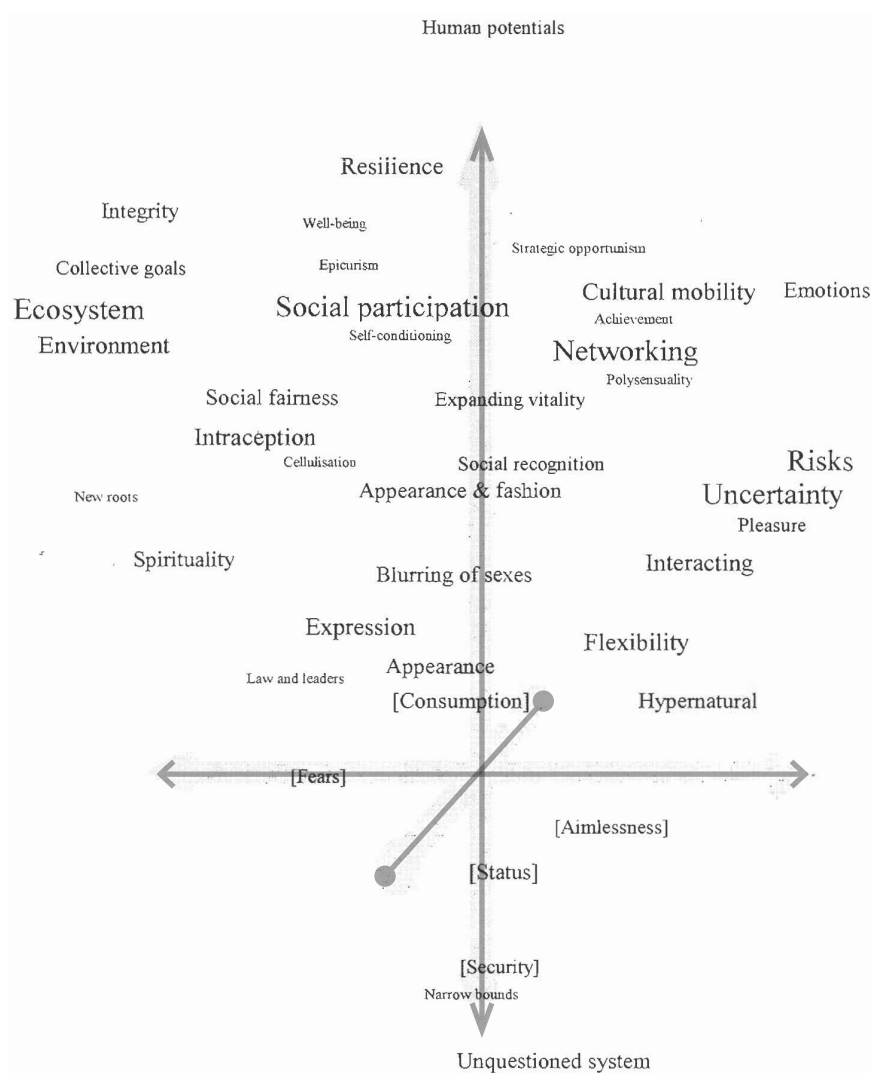 Human potentials
Resilience
Integrity
Well-being
Strategic opportunism
Collective goals
Epicurism
Cultural mobility
Emotions
Ecosystem
Social participation
Achievement
Self-conditioning
Environment
Networking
Polysensuality
Social fairness
Expanding vitality
Intraception
Cellulisation
Social recognition
Risks
Appearance & fashion
Uncertainty
New roots
Pleasure
Spirituality
Interacting
Blurring of sexes
Expression
Flexibility
Appearance
Law and leaders
[Consumption]
Hypernatural
[Fears]
[Aimlessness]
[Status]
[Security]
Narrow bounds
Unquestioned system